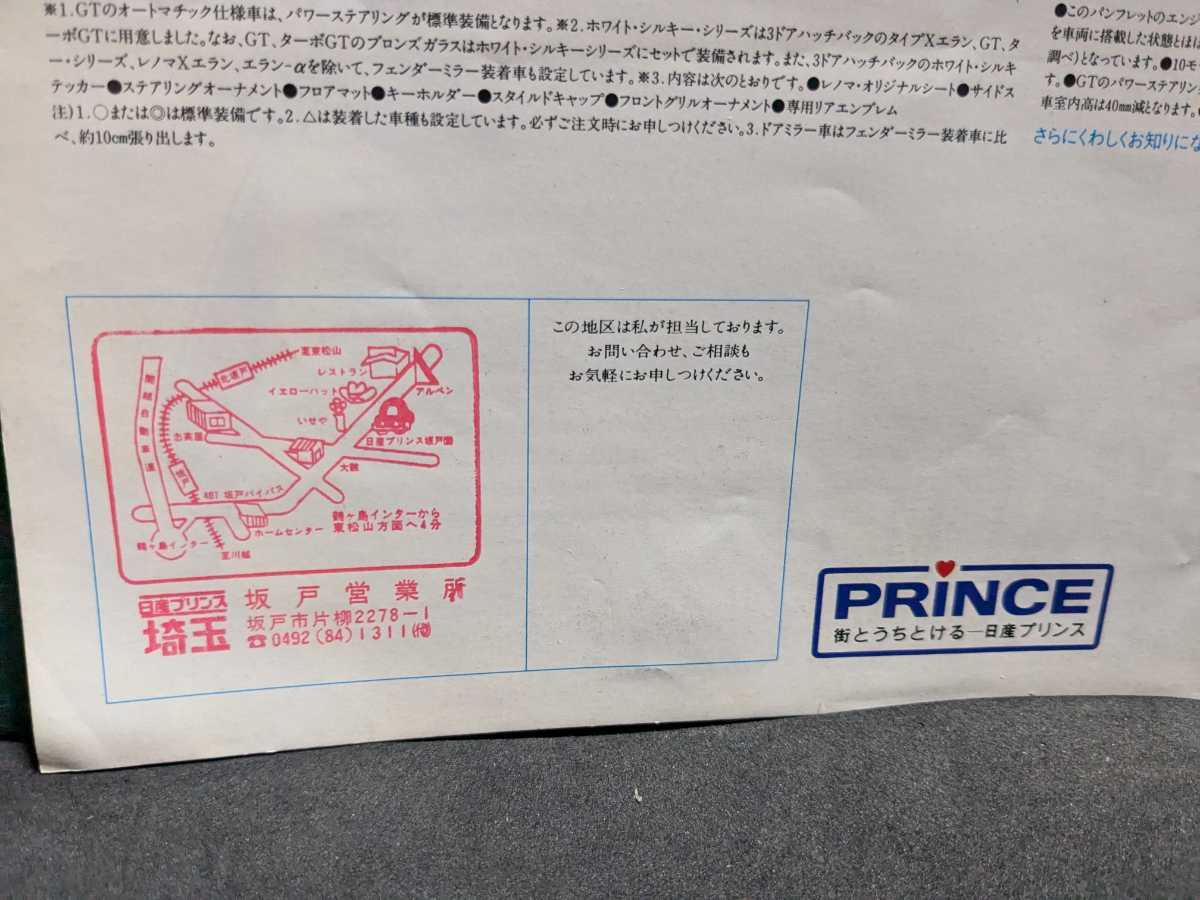 ※1.GTのオートマチック仕様車は、パワーステアリングが標準装備となります。※2.ホワイト・シルキー・シリーズは3ドアハッチバックのタイプXエラン、GT、タ
ーボGTに用意しました。なお、GT、ターボGTのブロンズガラスはホワイト・シルキーシリーズにセットで装備されます。また、3ドアハッチバックのホワイト・シルキ
ー・シリーズ、レノマXエラン、エラン-αを除いて、フェンダーミラー装着車も設定しています。※3.内容は次のとおりです。●レノマ・オリジナルシート●サイドス
テッカー●ステアリングオーナメント●フロアマット●キーホルダー●スタイルドキャップ●フロントグリルオーナメント●専用リアエンブレム
注)1.○または◎は標準装備です。2.△は装着した車種も設定しています。必ずご注文時にお申しつけください。3.ドアミラー車はフェンダーミラー装着車に比
べ、約10cm張り出します。
●このパンフレットのエンジ
を車両に搭載した状態とほぼ
調べ)となっています。●10モー
す。●GTのパワーステアリン
車室内高は40mm減となります。
さらにくわしくお知りにな
至東松山
北坂戸
レストラン
イエローハット
アルペン
いせや
日産プリンス坂戸
関越自動車道
坂戸
407 坂戸バイパス
鶴ヶ島インターから
東松山方面へ4分
ホームセンター
鶴ヶ島インター
至川越
日産プリンス
埼玉
坂戸営業所
坂戸市片柳2278-1
☎0492(84)1311㈹
この地区は私が担当しております。
お問い合わせ、ご相談も
お気軽にお申しつけください。
PRINCE
街とうちとける—日産プリンス